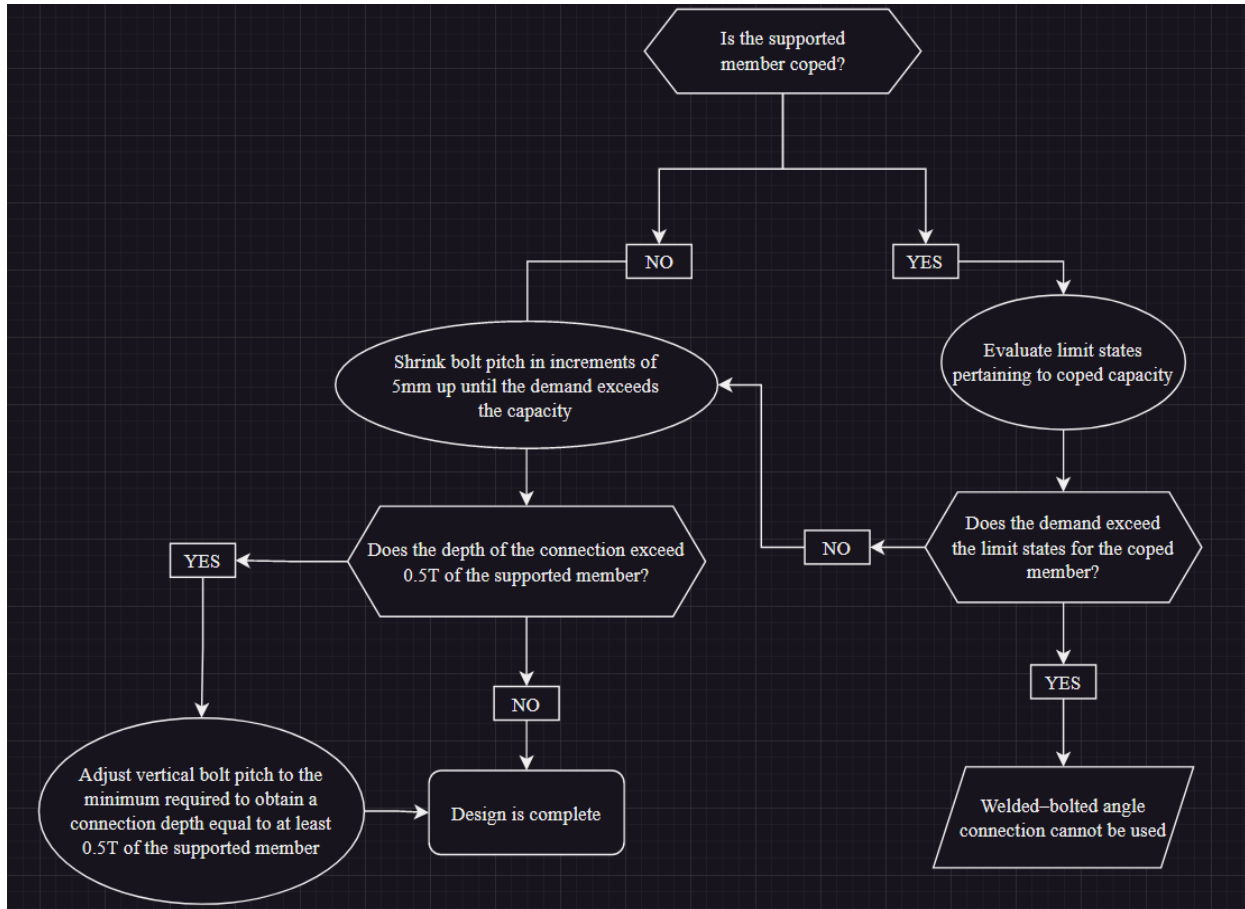 Is the supported
member coped?
NO
YES
Shrink bolt pitch in increments of
5mm up until the demand exceeds
the capacity
Evaluate limit states
pertaining to coped capacity
Does the depth of the connection exceed
0.5T of the supported member?
YES
NO
Does the demand exceed
the limit states for the coped
member?
NO
YES
Adjust vertical bolt pitch to the
minimum required to obtain a
connection depth equal to at least
0.5T of the supported member
Design is complete
Welded–bolted angle
connection cannot be used